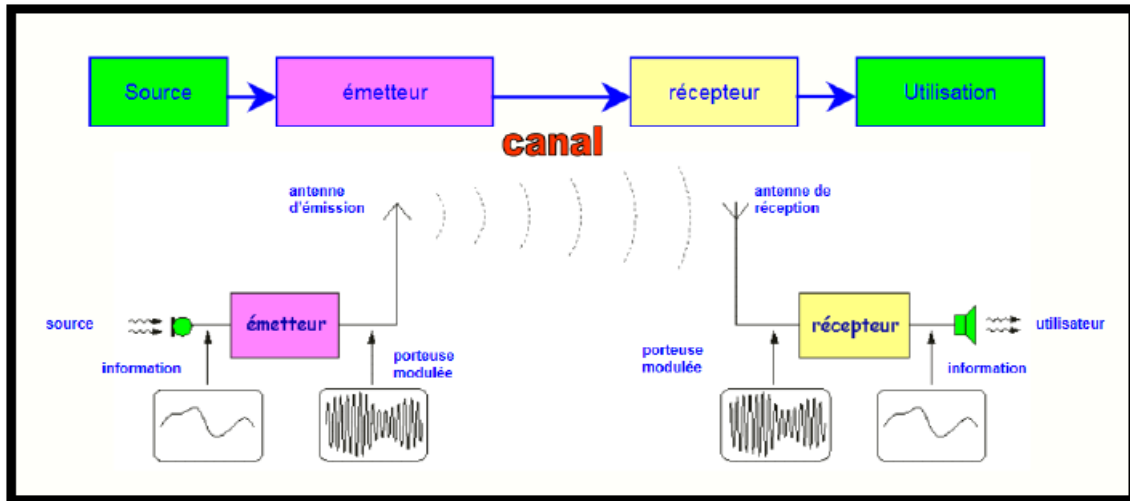 Source
émetteur
récepteur
Utilisation
canal
antenne
d'émission
antenne de
réception
source
émetteur
récepteur
utilisateur
information
porteuse
modulée
porteuse
modulée
information